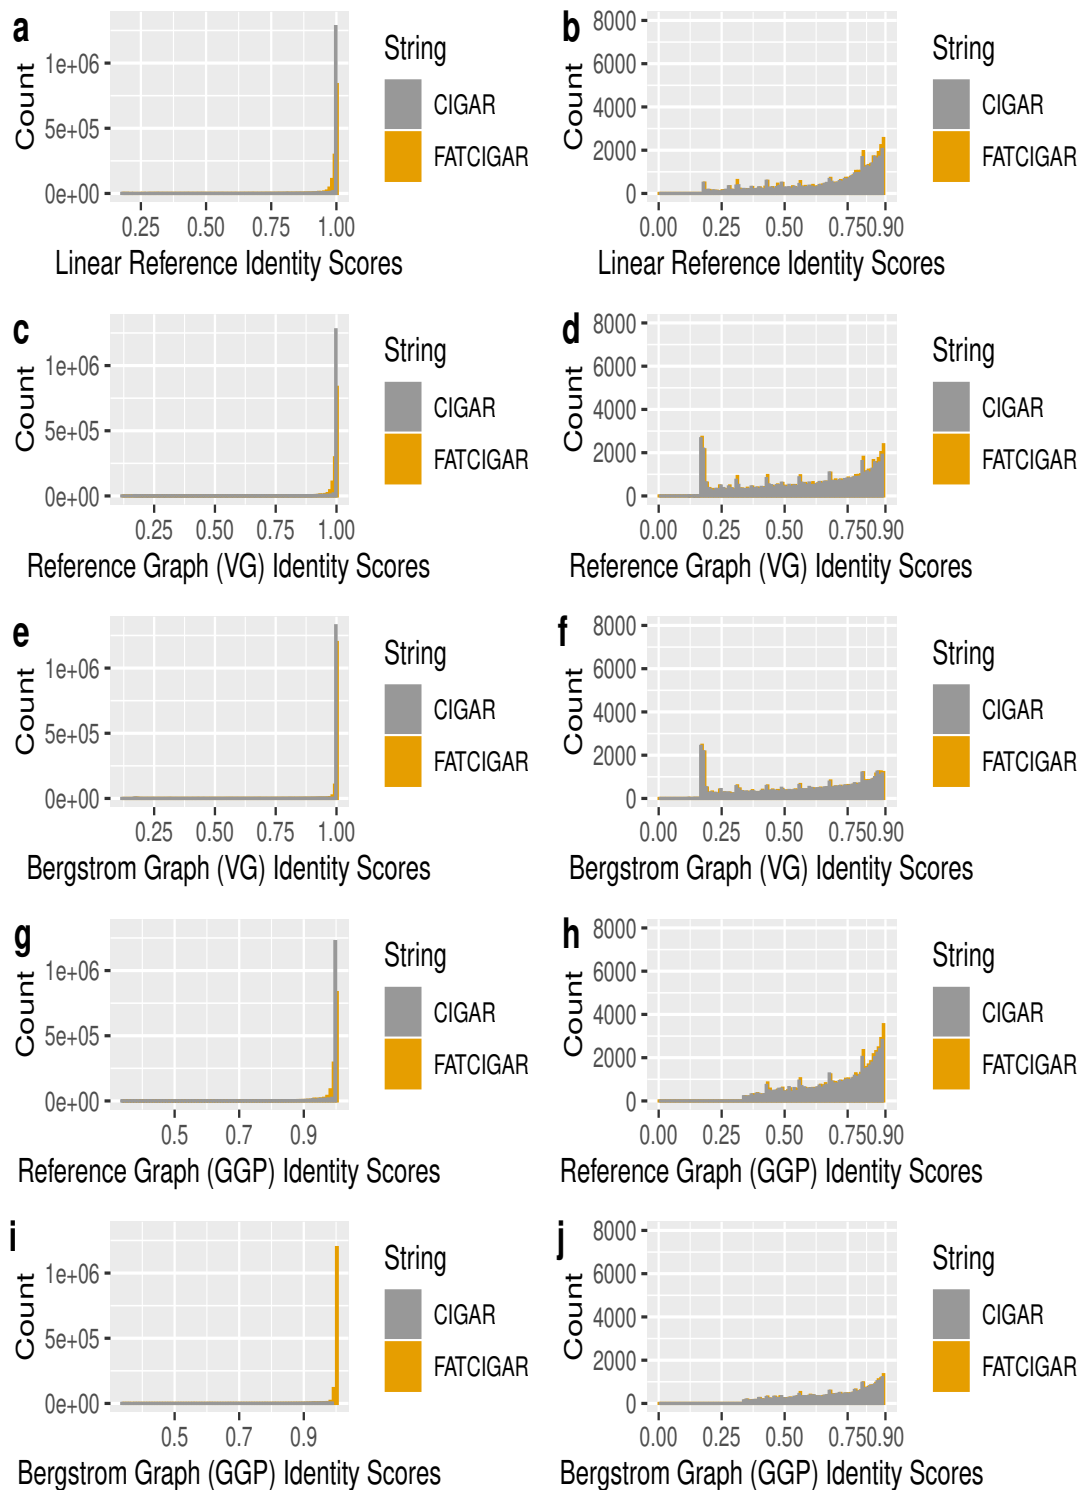 a
Count
1e+06
5e+05
0e+00
0.25 0.50 0.75 1.00
Linear Reference Identity Scores
String
CIGAR
FATCIGAR
b
Count
8000
6000
4000
2000
0
0.00 0.25 0.50 0.75 0.90
Linear Reference Identity Scores
String
CIGAR
FATCIGAR
c
Count
1e+06
5e+05
0e+00
0.25 0.50 0.75 1.00
Reference Graph (VG) Identity Scores
String
CIGAR
FATCIGAR
d
Count
8000
6000
4000
2000
0
0.00 0.25 0.50 0.75 0.90
Reference Graph (VG) Identity Scores
String
CIGAR
FATCIGAR
e
Count
1e+06
5e+05
0e+00
0.25 0.50 0.75 1.00
Bergstrom Graph (VG) Identity Scores
String
CIGAR
FATCIGAR
f
Count
8000
6000
4000
2000
0
0.00 0.25 0.50 0.75 0.90
Bergstrom Graph (VG) Identity Scores
String
CIGAR
FATCIGAR
g
Count
1e+06
5e+05
0e+00
0.5 0.7 0.9
Reference Graph (GGP) Identity Scores
String
CIGAR
FATCIGAR
h
Count
8000
6000
4000
2000
0
0.00 0.25 0.50 0.75 0.90
Reference Graph (GGP) Identity Scores
String
CIGAR
FATCIGAR
i
Count
1e+06
5e+05
0e+00
0.5 0.7 0.9
Bergstrom Graph (GGP) Identity Scores
String
CIGAR
FATCIGAR
j
Count
8000
6000
4000
2000
0
0.00 0.25 0.50 0.75 0.90
Bergstrom Graph (GGP) Identity Scores
String
CIGAR
FATCIGAR